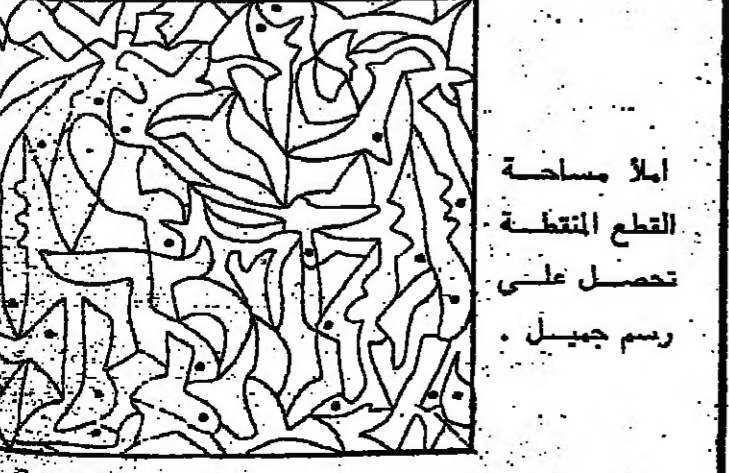 املأ مساحة
القطع المنقطة
تحصل على
رسم جميل .